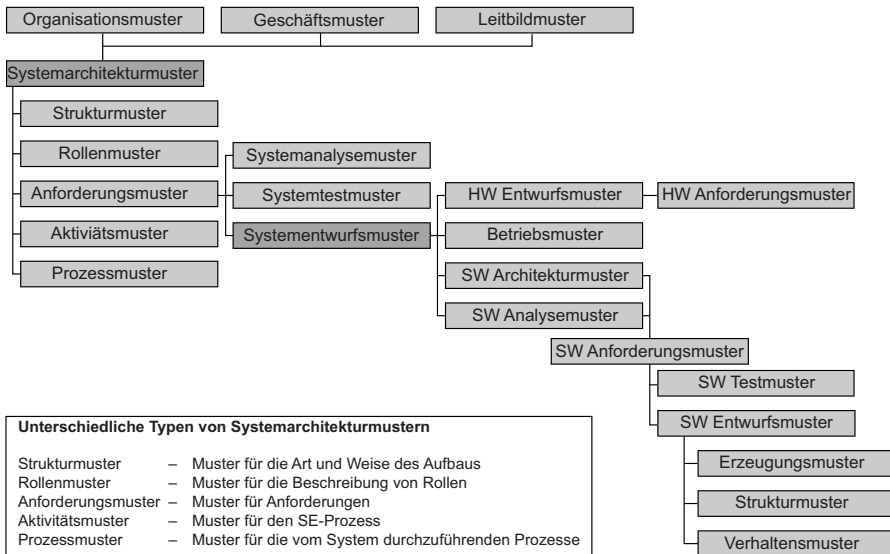 Organisationsmuster Geschäftsmuster Leitbildmuster
Systemarchitekturmuster
Strukturmuster
Rollenmuster Systemanalysemuster
Anforderungsmuster Systemtestmuster HW Entwurfsmuster HW Anforderungsmuster
Aktiviätsmuster Systementwurfsmuster Betriebsmuster
Prozessmuster SW Architekturmuster
SW Analysemuster
SW Anforderungsmuster
SW Testmuster
SW Entwurfsmuster
Erzeugungsmuster
Strukturmuster
Verhaltensmuster
Unterschiedliche Typen von Systemarchitekturmustern
Strukturmuster – Muster für die Art und Weise des Aufbaus
Rollenmuster – Muster für die Beschreibung von Rollen
Anforderungsmuster – Muster für Anforderungen
Aktivitätsmuster – Muster für den SE-Prozess
Prozessmuster – Muster für die vom System durchzuführenden Prozesse